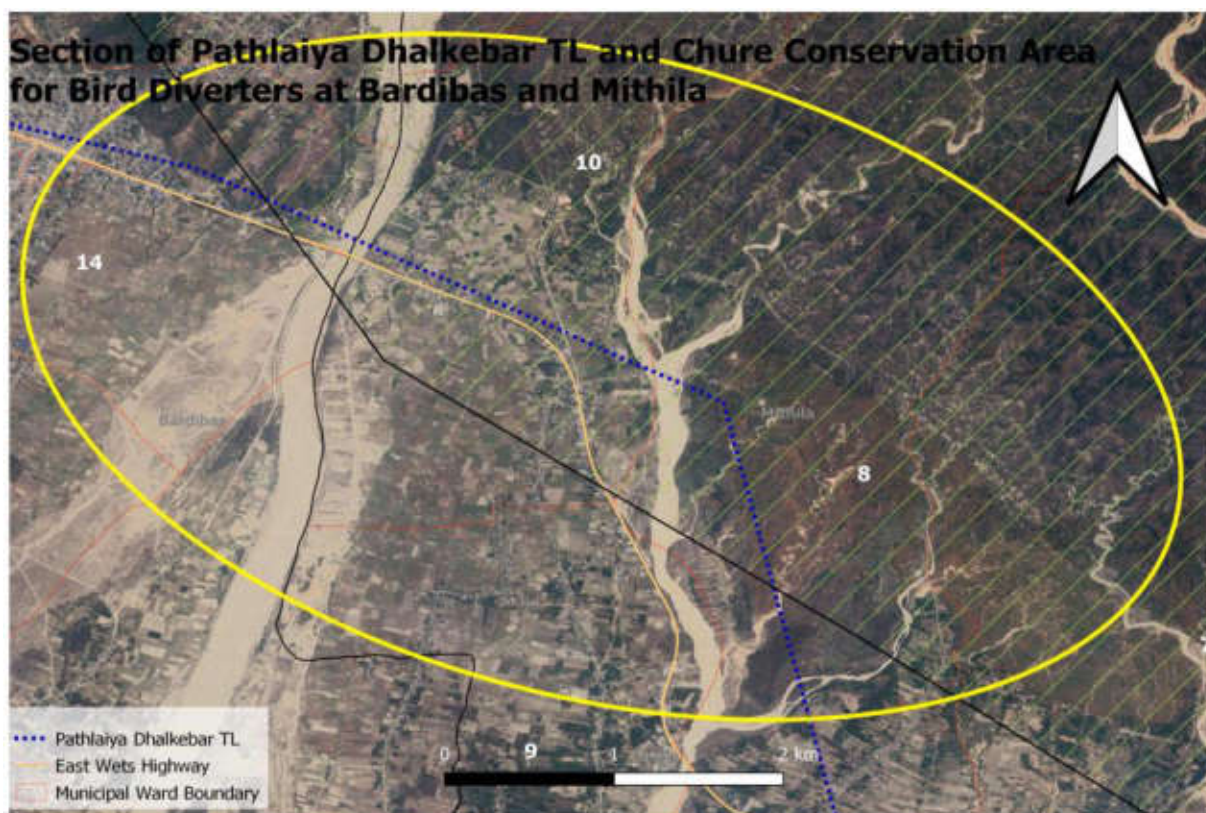 Section of Pathlaiya Dhalkebar TL and Chure Conservation Area
for Bird Diverters at Bardibas and Mithila
10
14
Bardibas
Mithila
8
7
Pathlaiya Dhalkebar TL
East Wets Highway
Municipal Ward Boundary
0 1 2 km
9